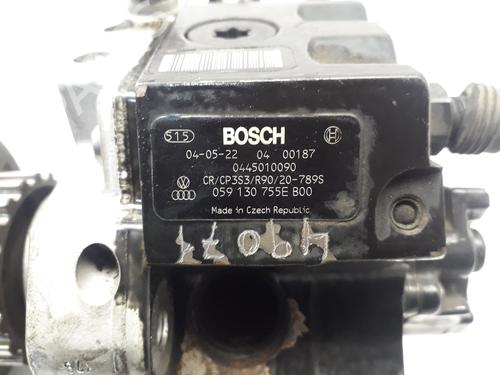 515 BOSCH
04-05-22 04 00187
0445010090
CR/CP3S3/R90/20-789S
059 130 755E B00
Made in Czech Republic